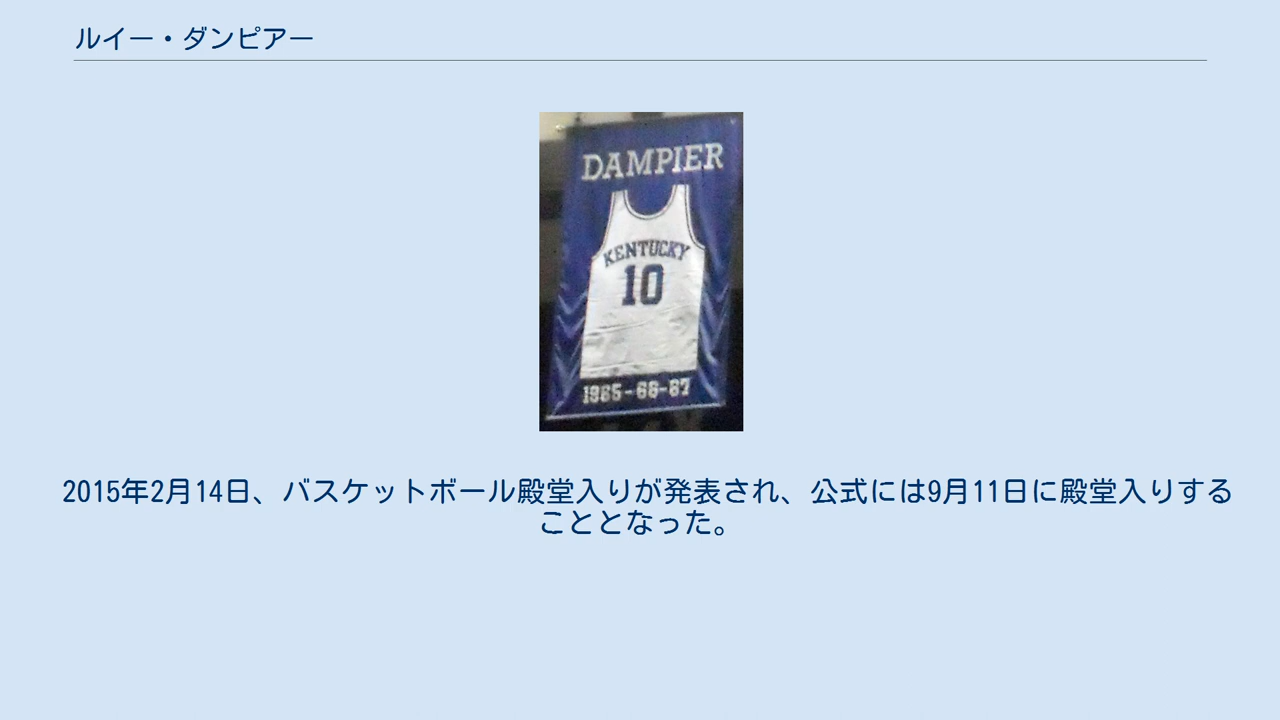 ルイー・ダンピアー
DAMPIER
KENTUCKY
10
1965-66-67
2015年2月14日、バスケットボール殿堂入りが発表され、公式には9月11日に殿堂入りする
こととなった。